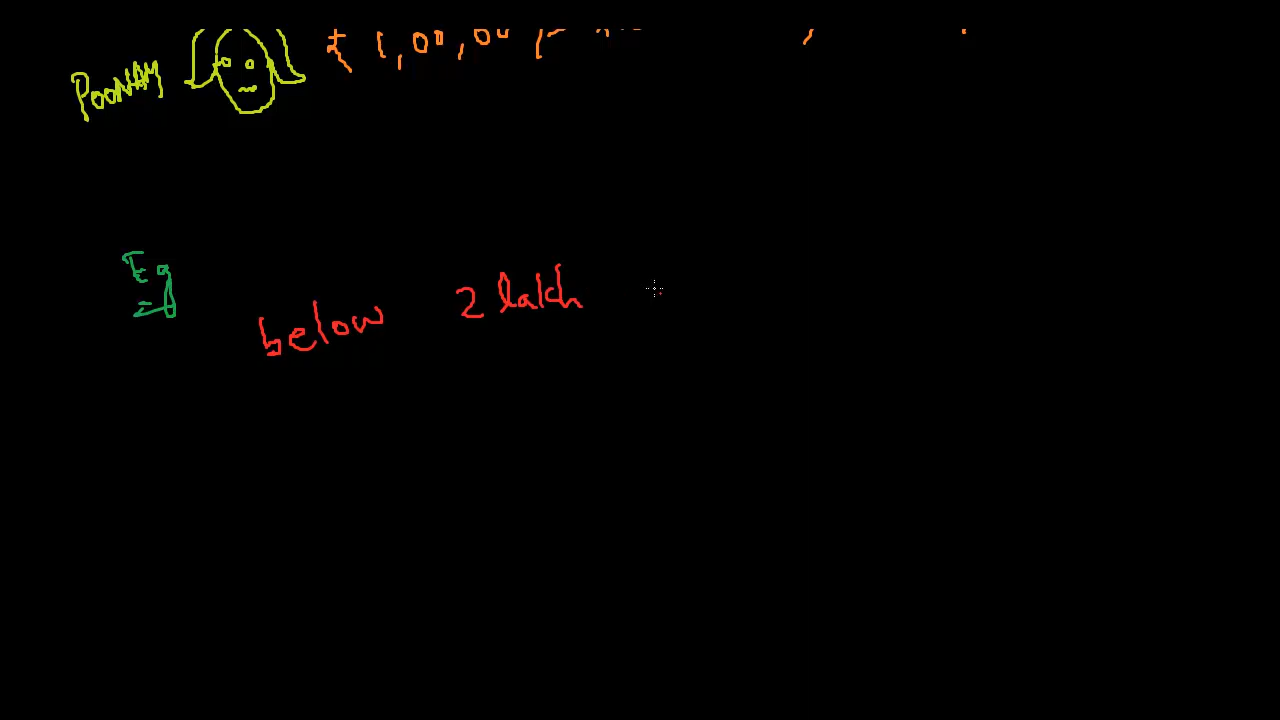 POONAM ₹ 1,00,00
Eg
below 2 lakh